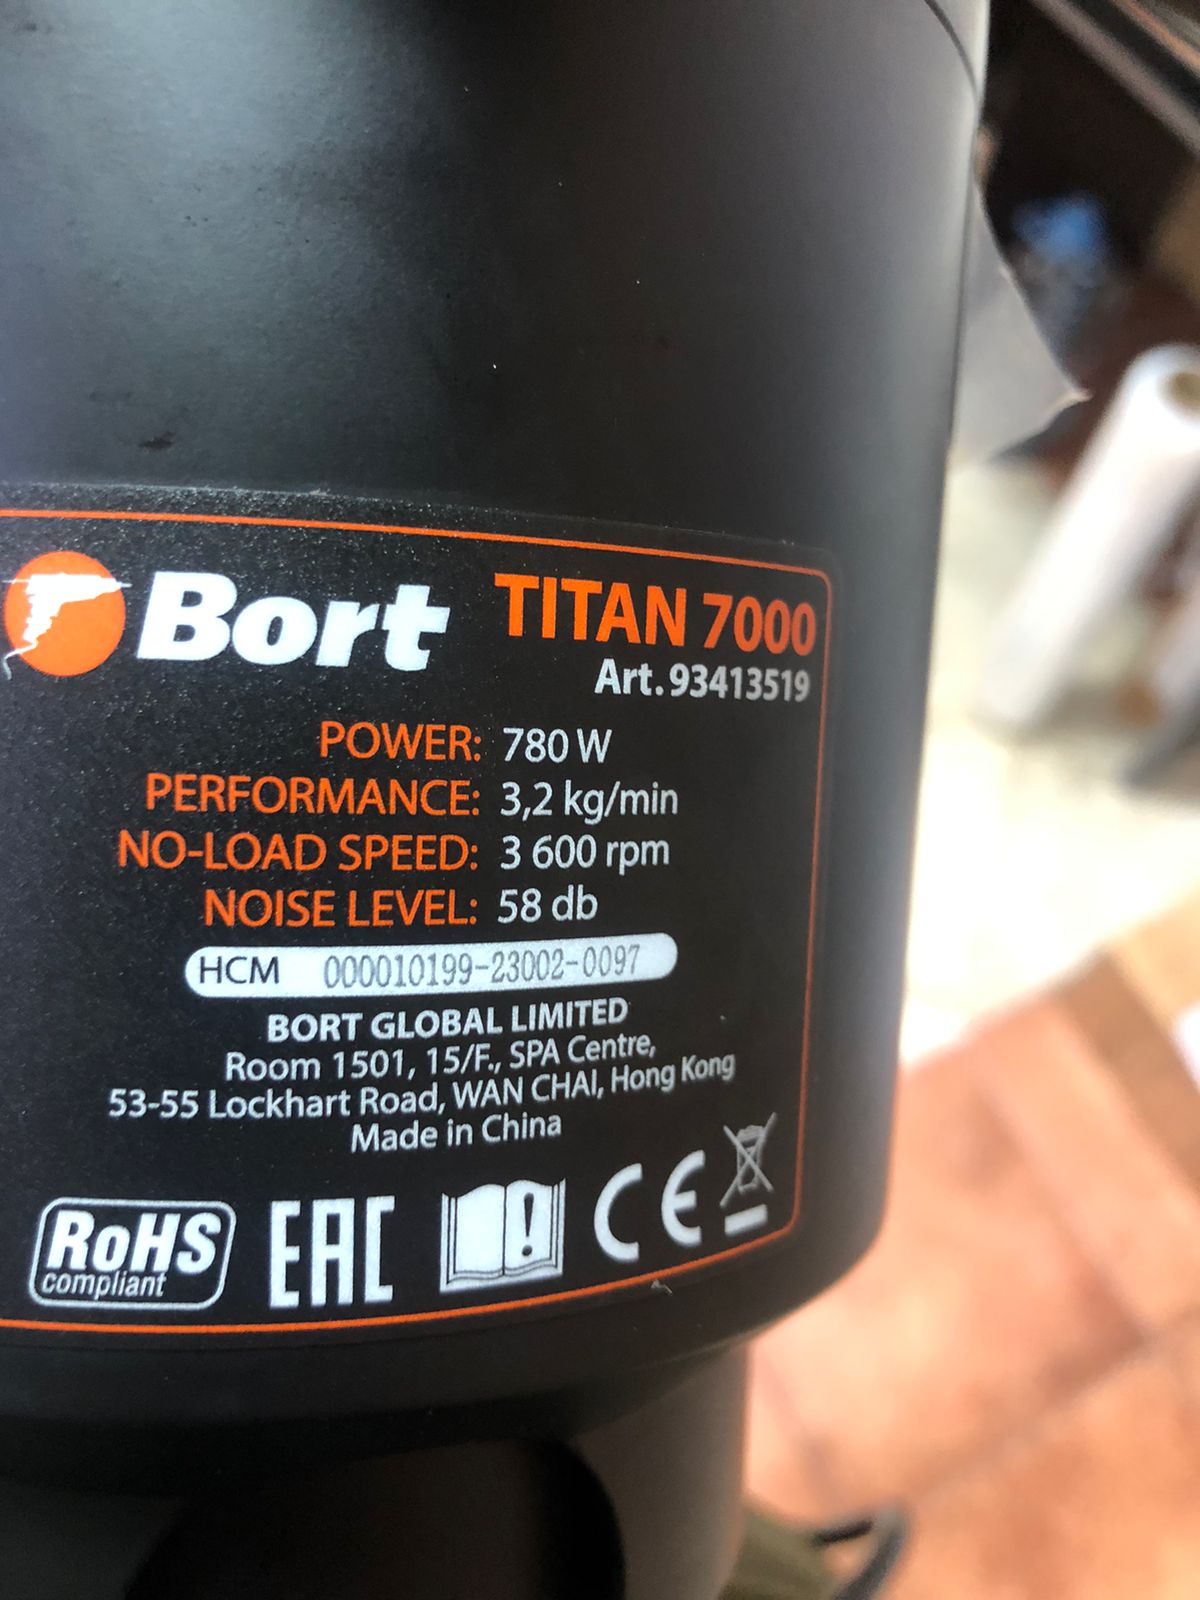 Bort TITAN 7000
Art. 93413519
POWER: 780 W
PERFORMANCE: 3,2 kg/min
NO-LOAD SPEED: 3 600 rpm
NOISE LEVEL: 58 db
HCM 000010199-23002-0097
BORT GLOBAL LIMITED
Room 1501, 15/F., SPA Centre,
53-55 Lockhart Road, WAN CHAI, Hong Kong
Made in China
RoHS
compliant
EAC
CE